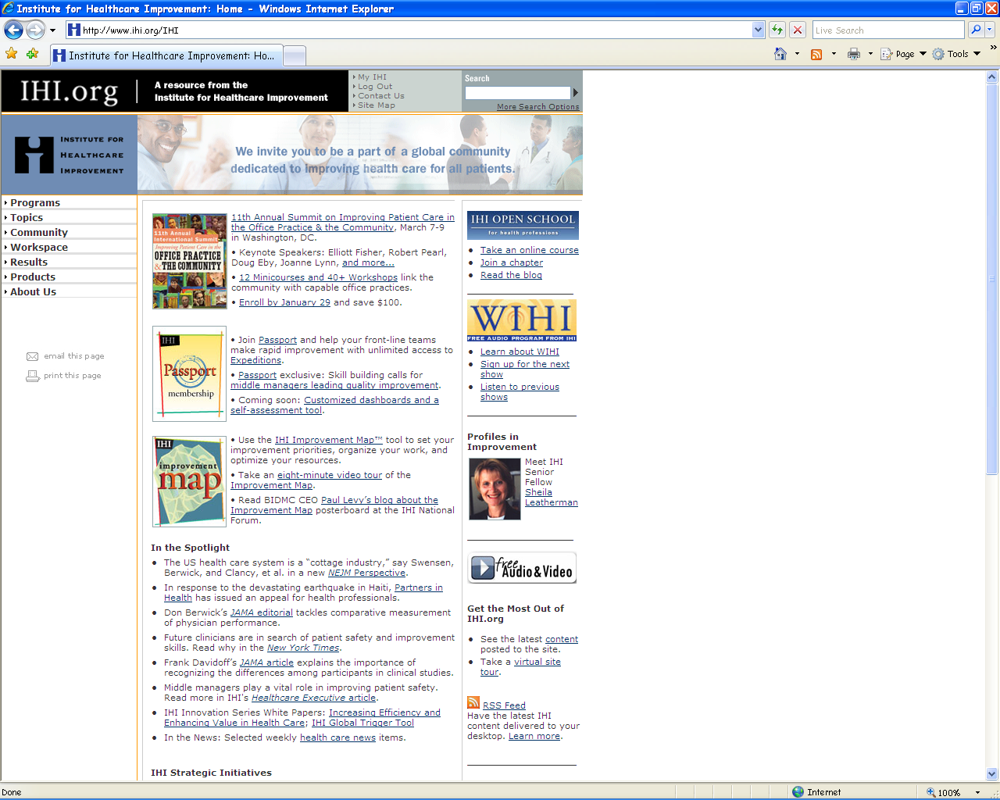 Institute for Healthcare Improvement: Home - Windows Internet Explorer
http://www.ihi.org/IHI
Live Search
Institute for Healthcare Improvement: Ho...
Page
Tools
IHI.org
A resource from the
Institute for Healthcare Improvement
My IHI
Log Out
Contact Us
Site Map
Search
More Search Options
INSTITUTE FOR
HEALTHCARE
IMPROVEMENT
We invite you to be a part of a global community
dedicated to improving health care for all patients.
Programs
Topics
Community
Workspace
Results
Products
About Us
email this page
print this page
11th Annual
International Summit
Improving Patient Care in the
OFFICE PRACTICE
& THE COMMUNITY
11th Annual Summit on Improving Patient Care in
the Office Practice & the Community, March 7-9
in Washington, DC.
• Keynote Speakers: Elliott Fisher, Robert Pearl,
Doug Eby, Joanne Lynn, and more...
• 12 Minicourses and 40+ Workshops link the
community with capable office practices.
• Enroll by January 29 and save $100.
IHI
Passport
membership
• Join Passport and help your front-line teams
make rapid improvement with unlimited access to
Expeditions.
• Passport exclusive: Skill building calls for
middle managers leading quality improvement.
• Coming soon: Customized dashboards and a
self-assessment tool.
IHI
improvement
map
• Use the IHI Improvement Map™ tool to set your
improvement priorities, organize your work, and
optimize your resources.
• Take an eight-minute video tour of the
Improvement Map.
• Read BIDMC CEO Paul Levy's blog about the
Improvement Map posterboard at the IHI National
Forum.
In the Spotlight
• The US health care system is a “cottage industry,” say Swensen,
Berwick, and Clancy, et al. in a new NEJM Perspective.
• In response to the devastating earthquake in Haiti, Partners in
Health has issued an appeal for health professionals.
• Don Berwick’s JAMA editorial tackles comparative measurement
of physician performance.
• Future clinicians are in search of patient safety and improvement
skills. Read why in the New York Times.
• Frank Davidoff’s JAMA article explains the importance of
recognizing the differences among participants in clinical studies.
• Middle managers play a vital role in improving patient safety.
Read more in IHI's Healthcare Executive article.
• IHI Innovation Series White Papers: Increasing Efficiency and
Enhancing Value in Health Care; IHI Global Trigger Tool
• In the News: Selected weekly health care news items.
IHI Strategic Initiatives
IHI OPEN SCHOOL
for health professions
• Take an online course
• Join a chapter
• Read the blog
WIHI
FREE AUDIO PROGRAM FROM IHI
• Learn about WIHI
• Sign up for the next
show
• Listen to previous
shows
Profiles in
Improvement
Meet IHI
Senior
Fellow
Sheila
Leatherman
free
Audio & Video
Get the Most Out of
IHI.org
• See the latest content
posted to the site.
• Take a virtual site
tour.
RSS Feed
Have the latest IHI
content delivered to your
desktop. Learn more.
Done
Internet
100%